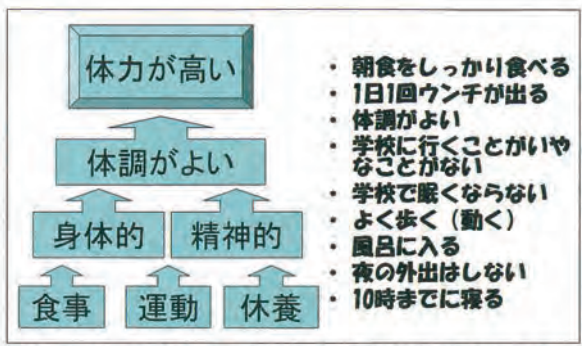 体力が高い
体調がよい
身体的
精神的
食事
運動
休養
・ 朝食をしっかり食べる
・ 1日1回ウンチが出る
・ 体調がよい
・ 学校に行くことがいや
なことがない
・ 学校で眠くならない
・ よく歩く（動く）
・ 風呂に入る
・ 夜の外出はしない
・ 10時までに寝る